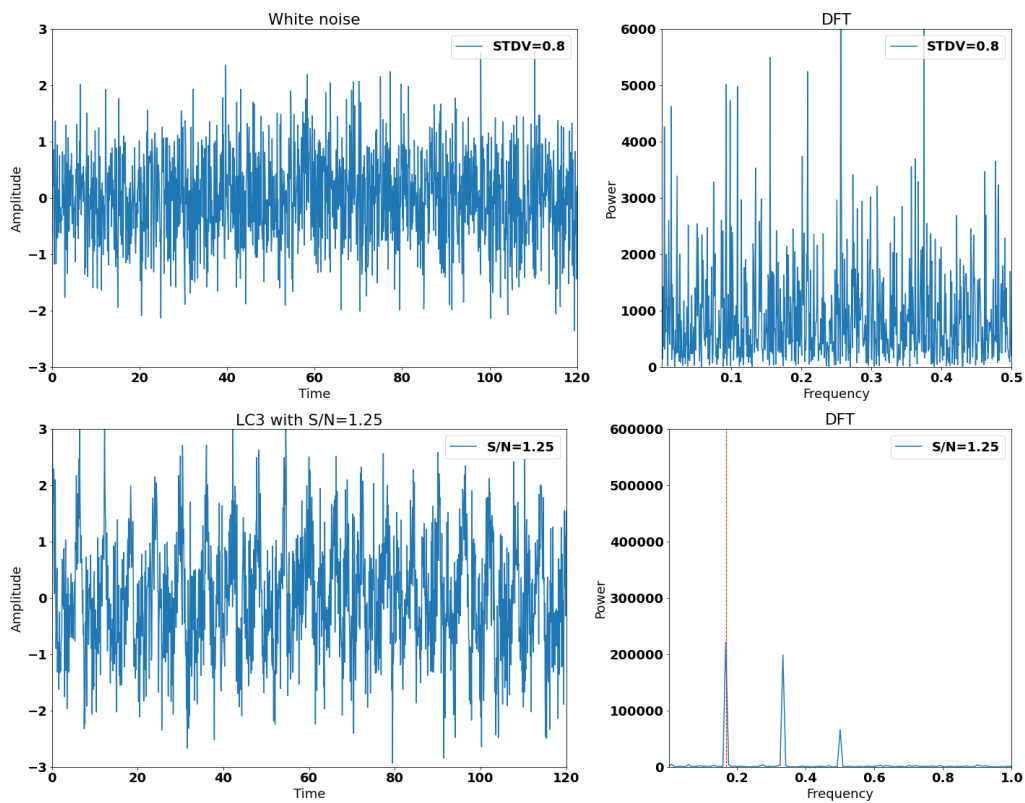 White noise
STDV=0.8
Amplitude
3
2
1
0
−1
−2
−3
0 20 40 60 80 100 120
Time
DFT
STDV=0.8
Power
6000
5000
4000
3000
2000
1000
0
0.1 0.2 0.3 0.4 0.5
Frequency
LC3 with S/N=1.25
S/N=1.25
Amplitude
3
2
1
0
−1
−2
−3
0 20 40 60 80 100 120
Time
DFT
S/N=1.25
Power
600000
500000
400000
300000
200000
100000
0
0.2 0.4 0.6 0.8 1.0
Frequency